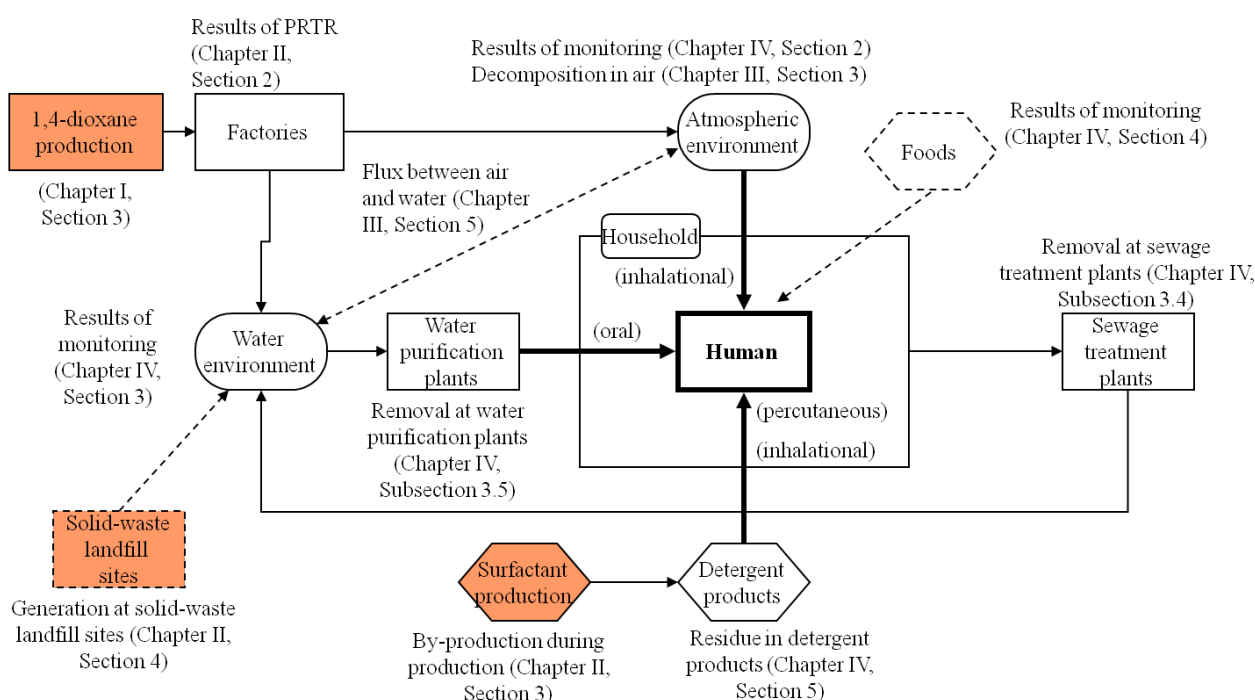 Results of PRTR
(Chapter II,
Section 2)
Results of monitoring (Chapter IV, Section 2)
Decomposition in air (Chapter III, Section 3)
1,4-dioxane
production
Factories
Atmospheric
environment
Foods
Results of monitoring
(Chapter IV, Section 4)
(Chapter I,
Section 3)
Flux between air
and water (Chapter
III, Section 5)
Household
(inhalational)
Removal at sewage
treatment plants (Chapter IV,
Subsection 3.4)
Results of
monitoring
(Chapter IV,
Section 3)
Water
environment
Water
purification
plants
(oral)
Human
Sewage
treatment
plants
Removal at water
purification plants
(Chapter IV,
Subsection 3.5)
(percutaneous)
(inhalational)
Solid-waste
landfill
sites
Surfactant
production
Detergent
products
Generation at solid-waste
landfill sites (Chapter II,
Section 4)
By-production during
production (Chapter II,
Section 3)
Residue in detergent
products (Chapter IV,
Section 5)